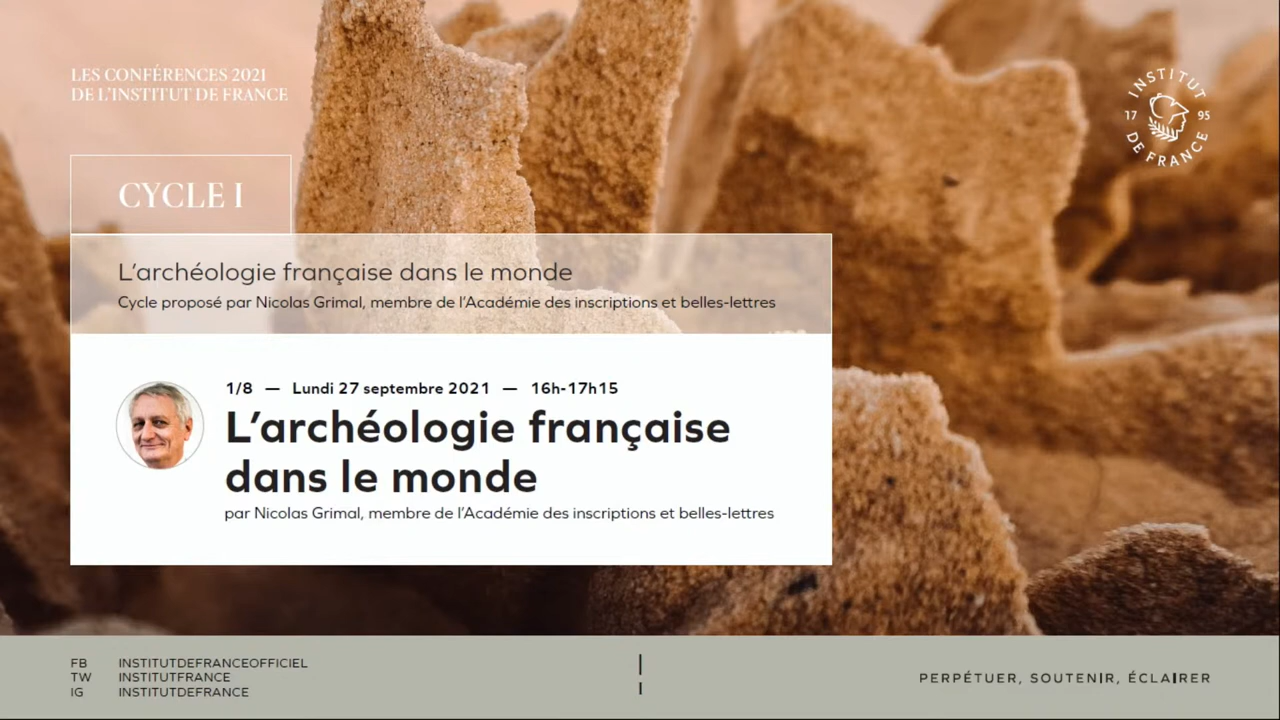 LES CONFÉRENCES 2021
DE L'INSTITUT DE FRANCE
INSTITUT
17 95
DE FRANCE
CYCLE I
L'archéologie française dans le monde
Cycle proposé par Nicolas Grimal, membre de l'Académie des inscriptions et belles-lettres
1/8 — Lundi 27 septembre 2021 — 16h-17h15
L'archéologie française
dans le monde
par Nicolas Grimal, membre de l'Académie des inscriptions et belles-lettres
FB INSTITUTDEFRANCEOFFICIEL
TW INSTITUTFRANCE
IG INSTITUTDEFRANCE
PERPÉTUER, SOUTENIR, ÉCLAIRER